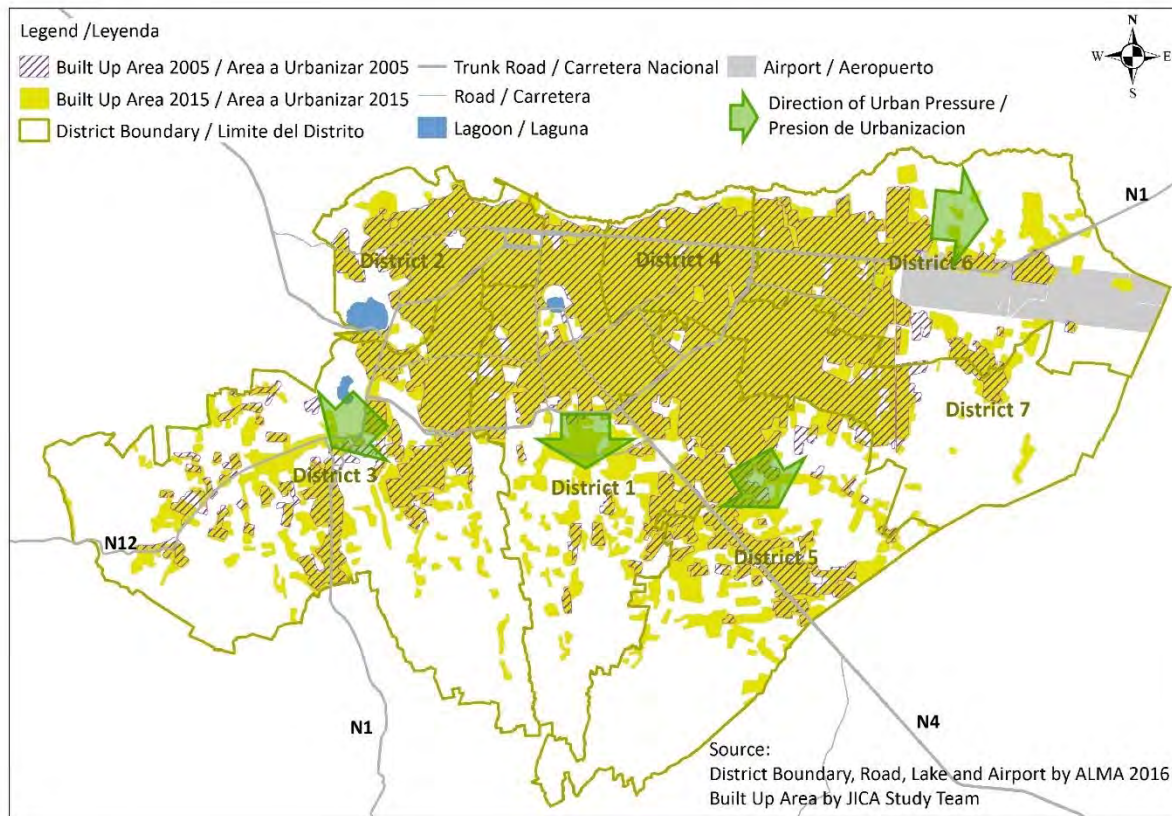 Legend /Leyenda
Built Up Area 2005 / Area a Urbanizar 2005
Built Up Area 2015 / Area a Urbanizar 2015
District Boundary / Limite del Distrito
Trunk Road / Carretera Nacional
Road / Carretera
Lagoon / Laguna
Airport / Aeropuerto
Direction of Urban Pressure /
Presion de Urbanizacion
N
W
E
S
N1
District 2
District 4
District 6
District 7
District 3
District 1
District 5
N12
N1
N4
Source:
District Boundary, Road, Lake and Airport by ALMA 2016
Built Up Area by JICA Study Team